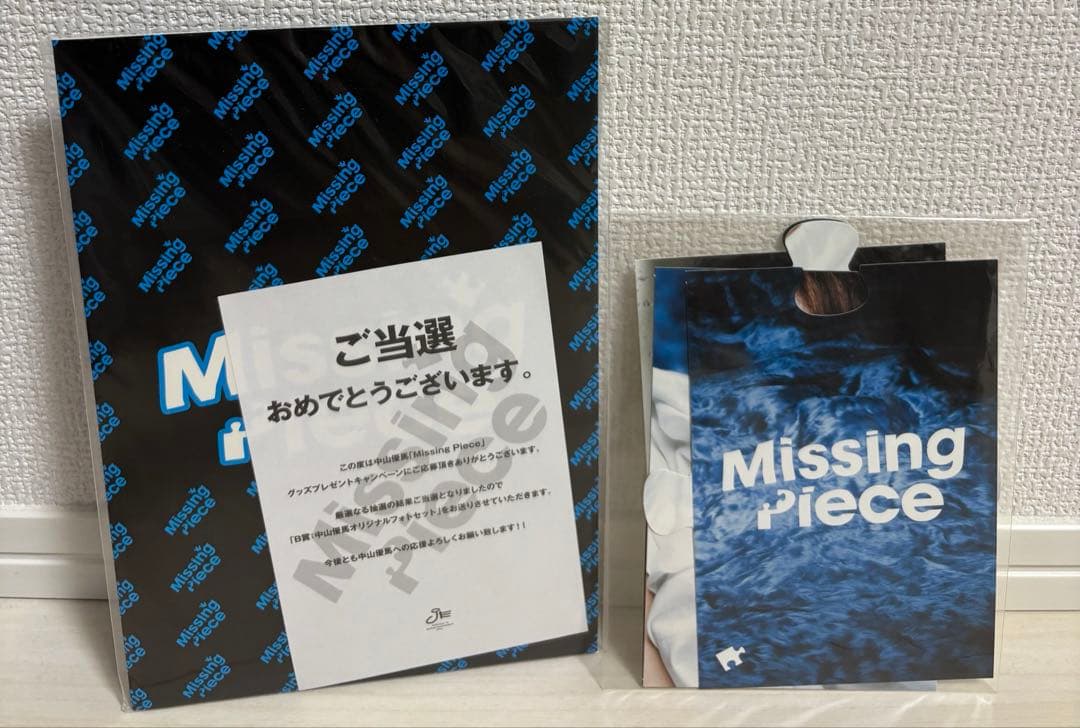 Missing
Piece
ご当選
おめでとうございます。
この度は中山優馬「Missing Piece」
グッズプレゼントキャンペーンにご応募頂きありがとうございます。
厳選なる抽選の結果ご当選となりましたので
「B賞：中山優馬オリジナルフォトセット」をお送りさせていただきます。
今後とも中山優馬への応援よろしくお願い致します！！
Missing
Piece